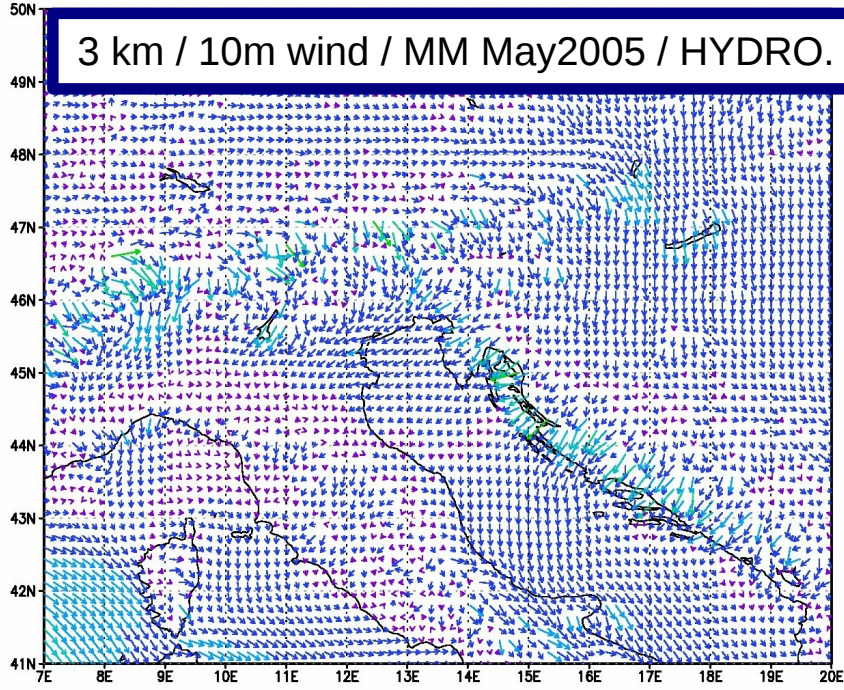 50N
3 km / 10m wind / MM May2005 / HYDRO.
49N
48N
47N
46N
45N
44N
43N
42N
41N
7E 8E 9E 10E 11E 12E 13E 14E 15E 16E 17E 18E 19E 20E